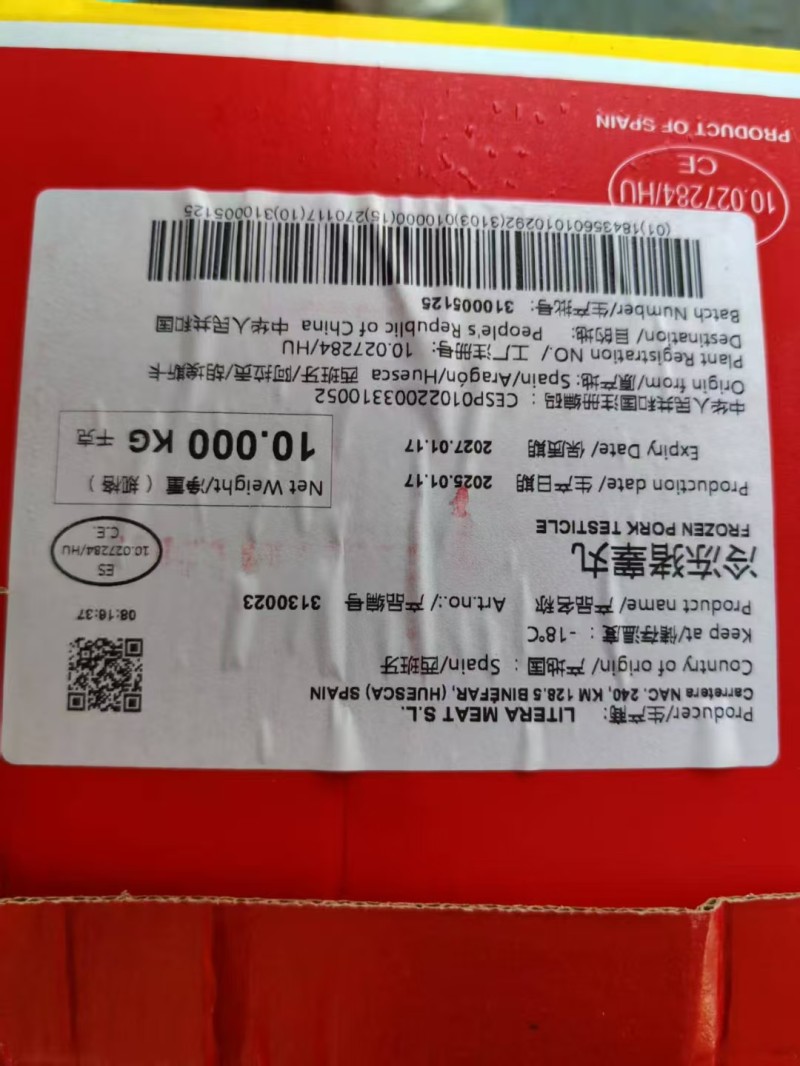 Producer/生产商: LITERA MEAT S.L.
Carretera NAC. 240, KM, 128.5 BINÉFAR, (HUESCA) SPAIN
Country of origin/ 产地国: Spain/西班牙
Keep at/储存温度: -18ºC
Product name/ 产品名称 Art.no.:/ 产品编号 3130023
冷冻猪睾丸
FROZEN PORK TESTICLE
08:16:37
ES
10.027284/HU
C.E.
Production date/ 生产日期 2025.01.17
Expiry Date/ 保质期 2027.01.17
Net Weight/净重 (规格)
10.000 KG 千克
中华人民共和国注册编码: CESP01022003310052
Origin from/原产地: Spain/Aragón/Huesca 西班牙/阿拉贡/胡埃斯卡
Plant Registration NO./ 工厂注册号: 10.027284/HU
Destination/ 目的地: People's Republic of China 中华人民共和国
Batch Number/生产批号: 310005125
(01)18435601010292(3103)010000(15)270117(10)310005125
10.027284/HU
CE
PRODUCT OF SPAIN